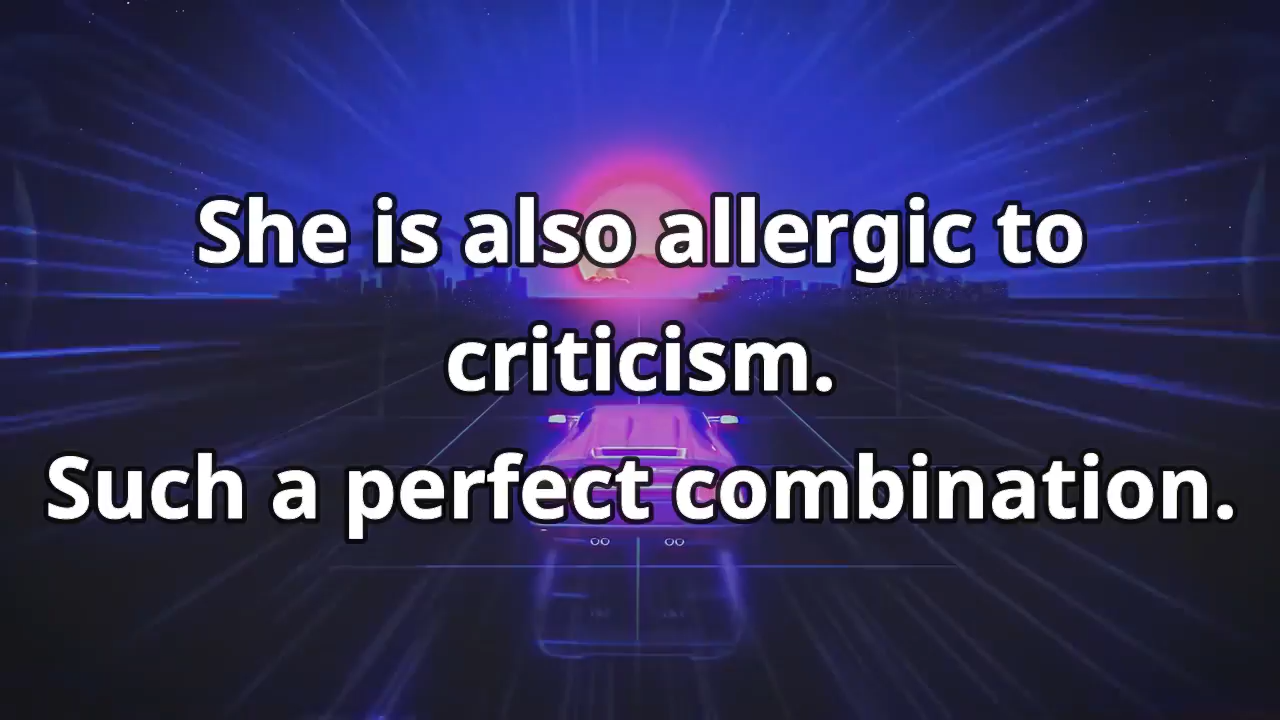 She is also allergic to
criticism.
Such a perfect combination.